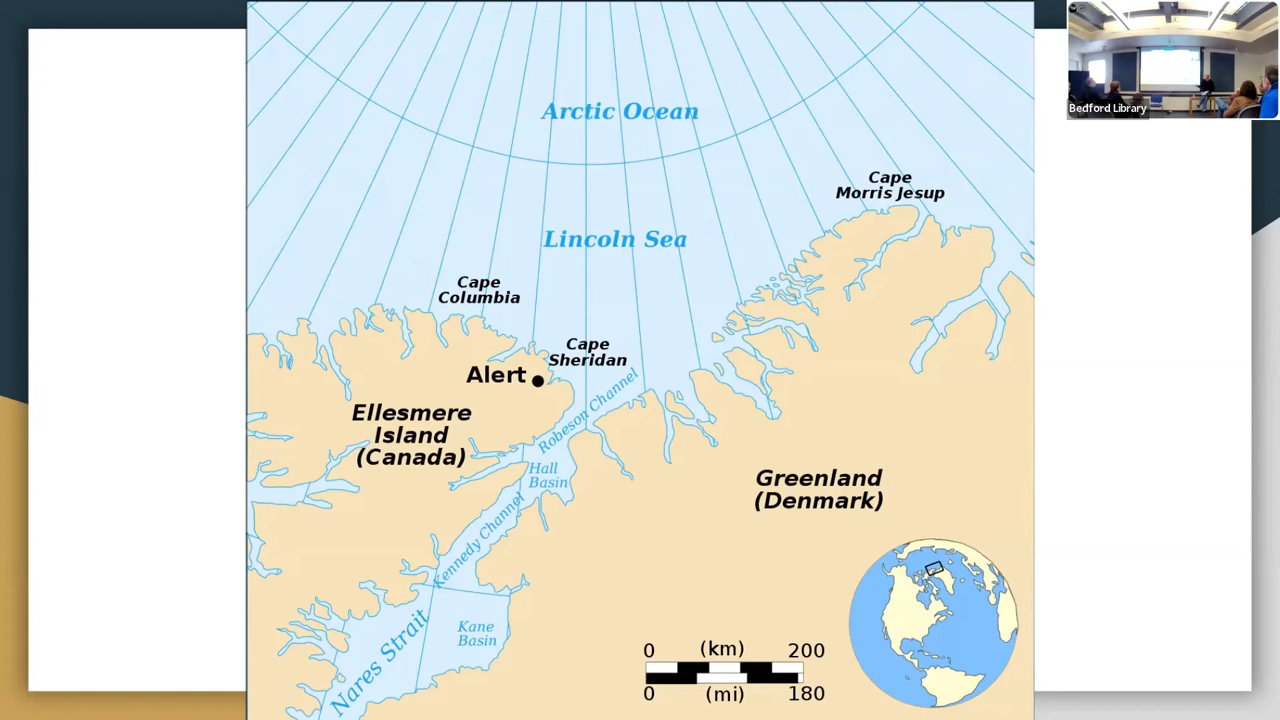 Bedford Library
Arctic Ocean
Cape
Morris Jesup
Lincoln Sea
Cape
Columbia
Cape
Sheridan
Alert
Robeson Channel
Ellesmere
Island
(Canada)
Hall
Basin
Greenland
(Denmark)
Kennedy Channel
Kane
Basin
Nares Strait
0 (km) 200
0 (mi) 180